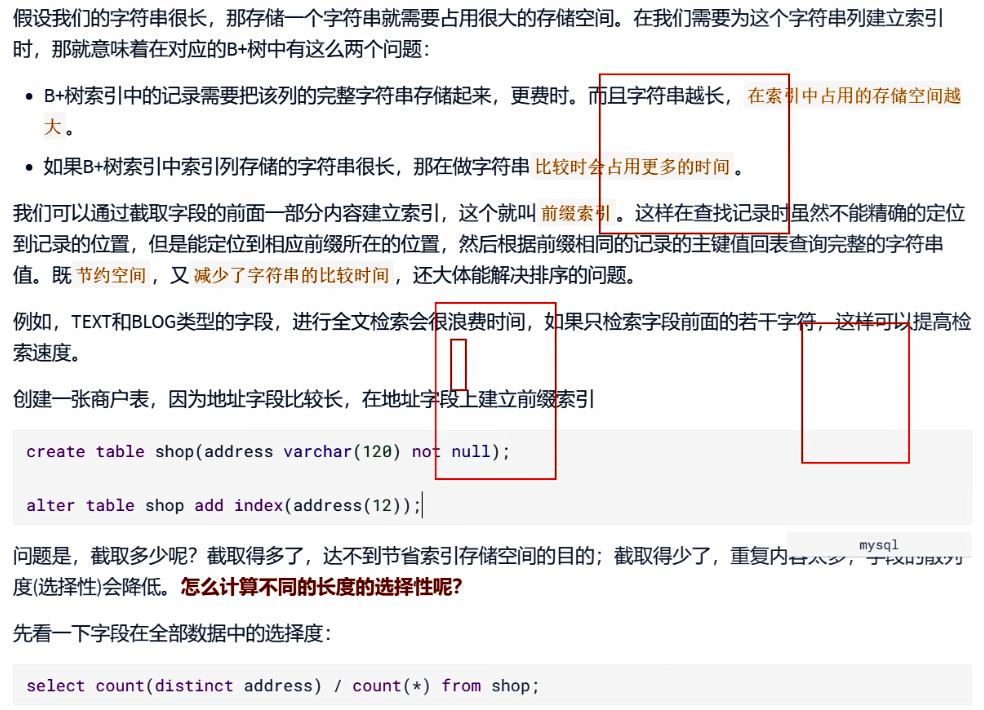 假设我们的字符串很长，那存储一个字符串就需要占用很大的存储空间。在我们需要为这个字符串列建立索引
时，那就意味着在对应的B+树中有这么两个问题：
• B+树索引中的记录需要把该列的完整字符串存储起来，更费时。而且字符串越长，在索引中占用的存储空间越
大。
• 如果B+树索引中索引列存储的字符串很长，那在做字符串比较时会占用更多的时间。
我们可以通过截取字段的前面一部分内容建立索引，这个就叫前缀索引。这样在查找记录时虽然不能精确的定位
到记录的位置，但是能定位到相应前缀所在的位置，然后根据前缀相同的记录的主键值回表查询完整的字符串
值。既节约空间，又减少了字符串的比较时间，还大体能解决排序的问题。
例如，TEXT和BLOG类型的字段，进行全文检索会很浪费时间，如果只检索字段前面的若干字符，这样可以提高检
索速度。
创建一张商户表，因为地址字段比较长，在地址字段上建立前缀索引
create table shop(address varchar(120) not null);
alter table shop add index(address(12));
mysql
问题是，截取多少呢？截取得多了，达不到节省索引存储空间的目的；截取得少了，重复内容太多，字段的散列
度(选择性)会降低。怎么计算不同的长度的选择性呢？
先看一下字段在全部数据中的选择度：
select count(distinct address) / count(*) from shop;